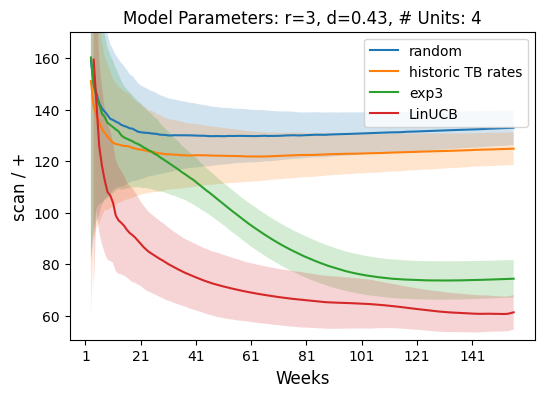 Model Parameters: r=3, d=0.43, # Units: 4
random
historic TB rates
exp3
LinUCB
scan / +
160
140
120
100
80
60
1 21 41 61 81 101 121 141
Weeks